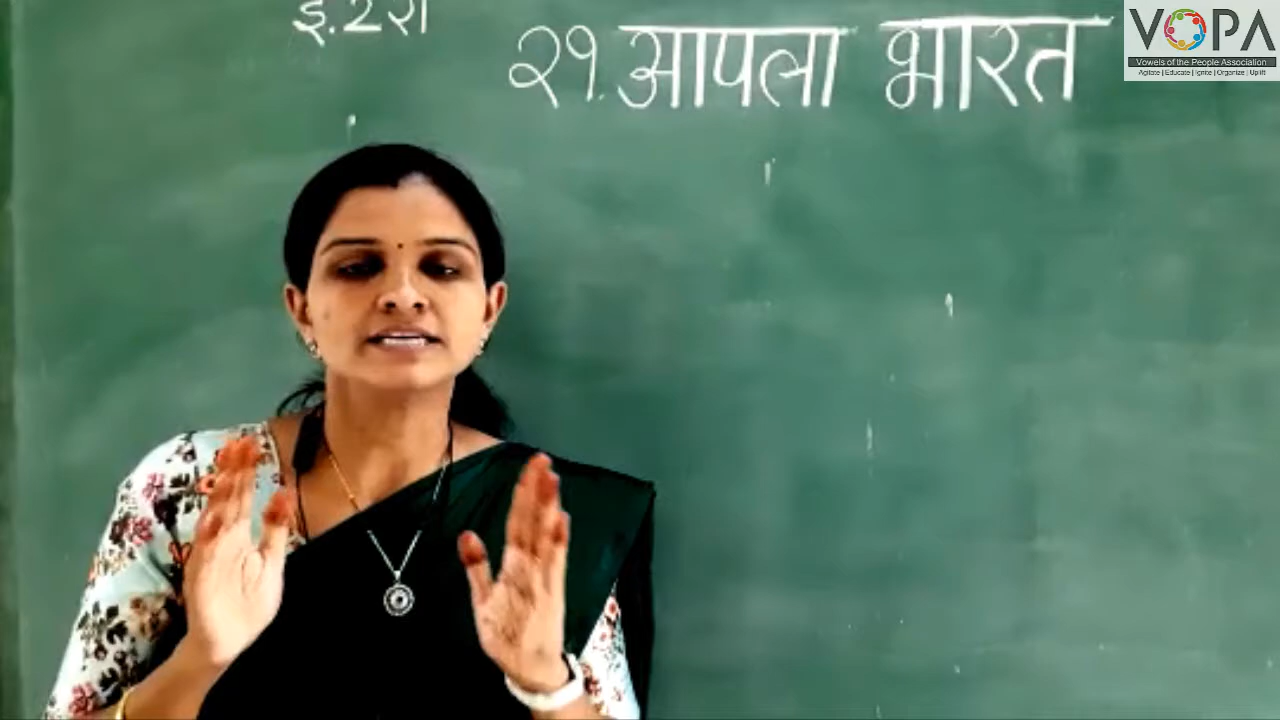 इ. २री
२१. आपला भारत
VOPA
Vowels of the People Association
Agitate | Educate | Ignite | Organize | Uplift